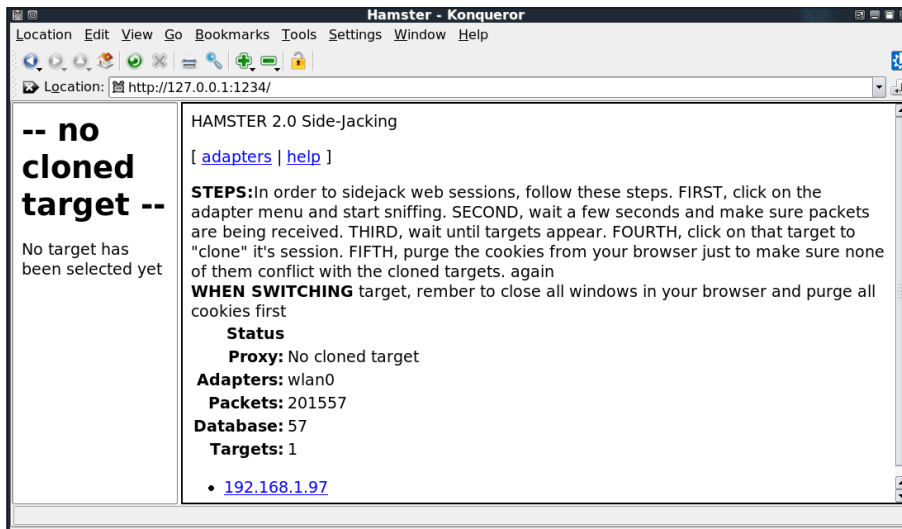 Hamster - Konqueror
Location Edit View Go Bookmarks Tools Settings Window Help
Location: http://127.0.0.1:1234/
-- no
cloned
target --
No target has
been selected yet
HAMSTER 2.0 Side-Jacking
[ adapters | help ]
STEPS:In order to sidejack web sessions, follow these steps. FIRST, click on the
adapter menu and start sniffing. SECOND, wait a few seconds and make sure packets
are being received. THIRD, wait until targets appear. FOURTH, click on that target to
"clone" it's session. FIFTH, purge the cookies from your browser just to make sure none
of them conflict with the cloned targets. again
WHEN SWITCHING target, rember to close all windows in your browser and purge all
cookies first
Status
Proxy: No cloned target
Adapters: wlan0
Packets: 201557
Database: 57
Targets: 1
• 192.168.1.97